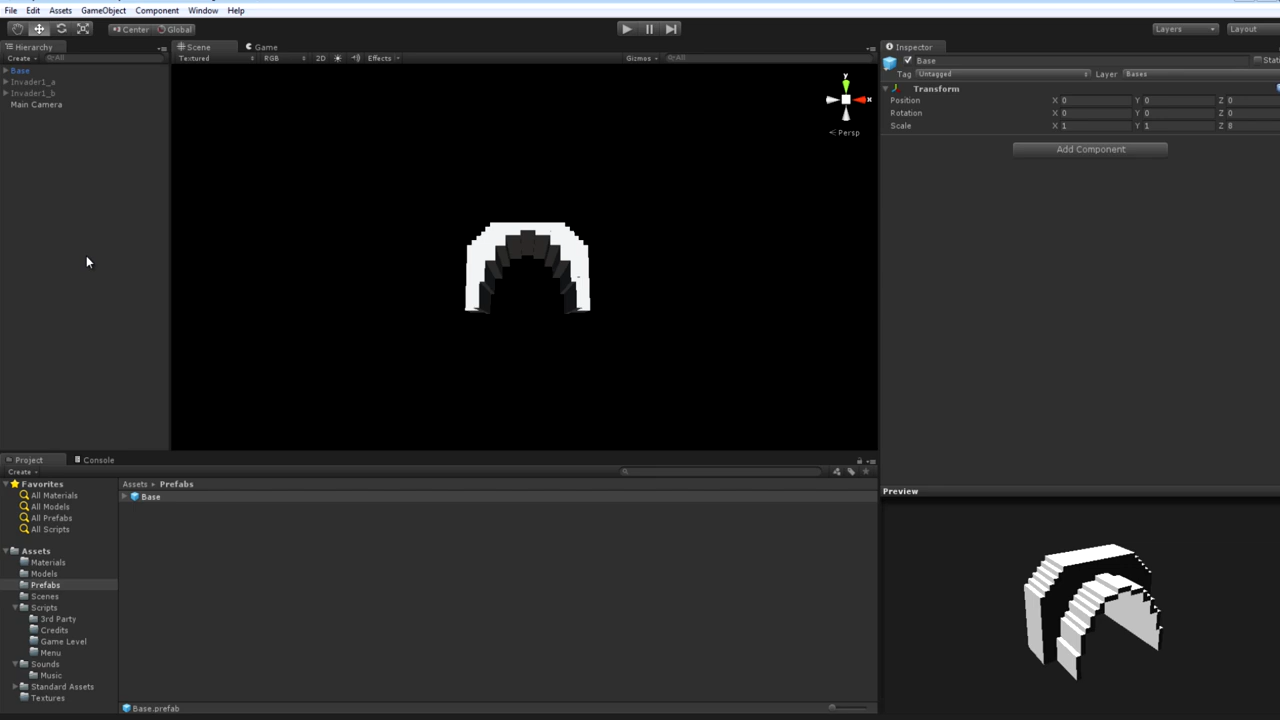 File Edit Assets GameObject Component Window Help
Center Global Layers Layout
Hierarchy Scene Game Inspector
Create All Textured RGB 2D Effects Gizmos All
Base
Invader1_a
Invader1_b
Main Camera
y
x
Persp
Base
Tag Untagged Layer Bases
Transform
Position X 0 Y 0 Z 0
Rotation X 0 Y 0 Z 0
Scale X 1 Y 1 Z 8
Add Component
Project Console
Create
Favorites
All Materials
All Models
All Prefabs
All Scripts
Assets
Materials
Models
Prefabs
Scenes
Scripts
3rd Party
Credits
Game Level
Menu
Sounds
Music
Standard Assets
Textures
Assets Prefabs
Base
Base.prefab
Preview